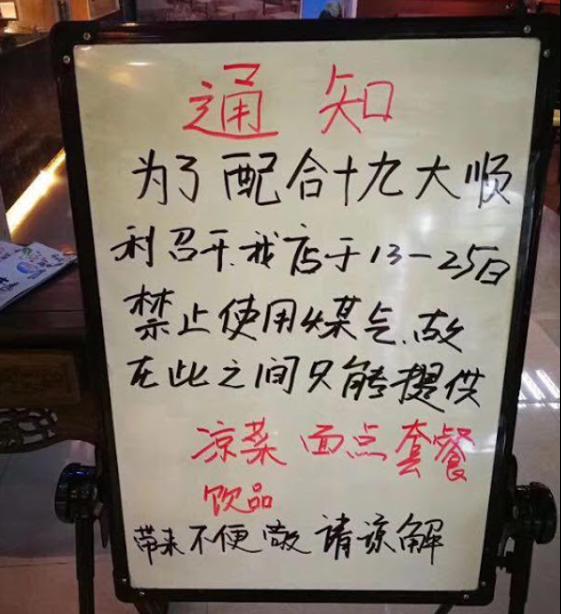 通知
为了配合十九大顺
利召开.我店于13-25日
禁止使用煤气.故
在此之间只能提供
凉菜 面点 套餐
饮品
带来不便敬请谅解